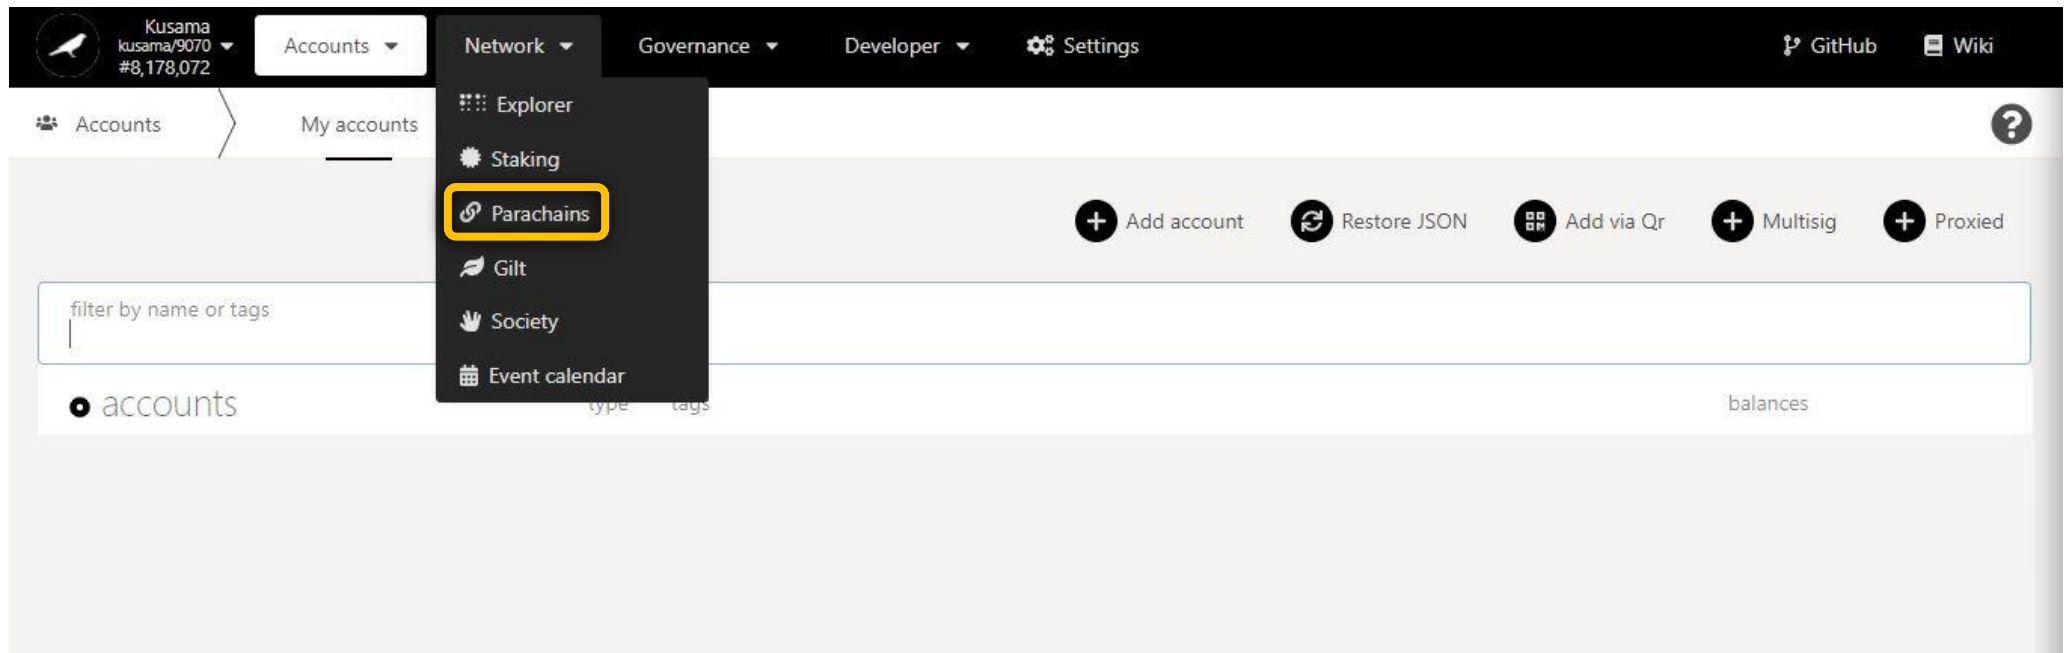 Kusama
kusama/9070
#8,178,072
Accounts
Network
Governance
Developer
Settings
GitHub
Wiki
Accounts
My accounts
Explorer
Staking
Parachains
Gilt
Society
Event calendar
Add account
Restore JSON
Add via Qr
Multisig
Proxied
filter by name or tags
accounts
type
tags
balances